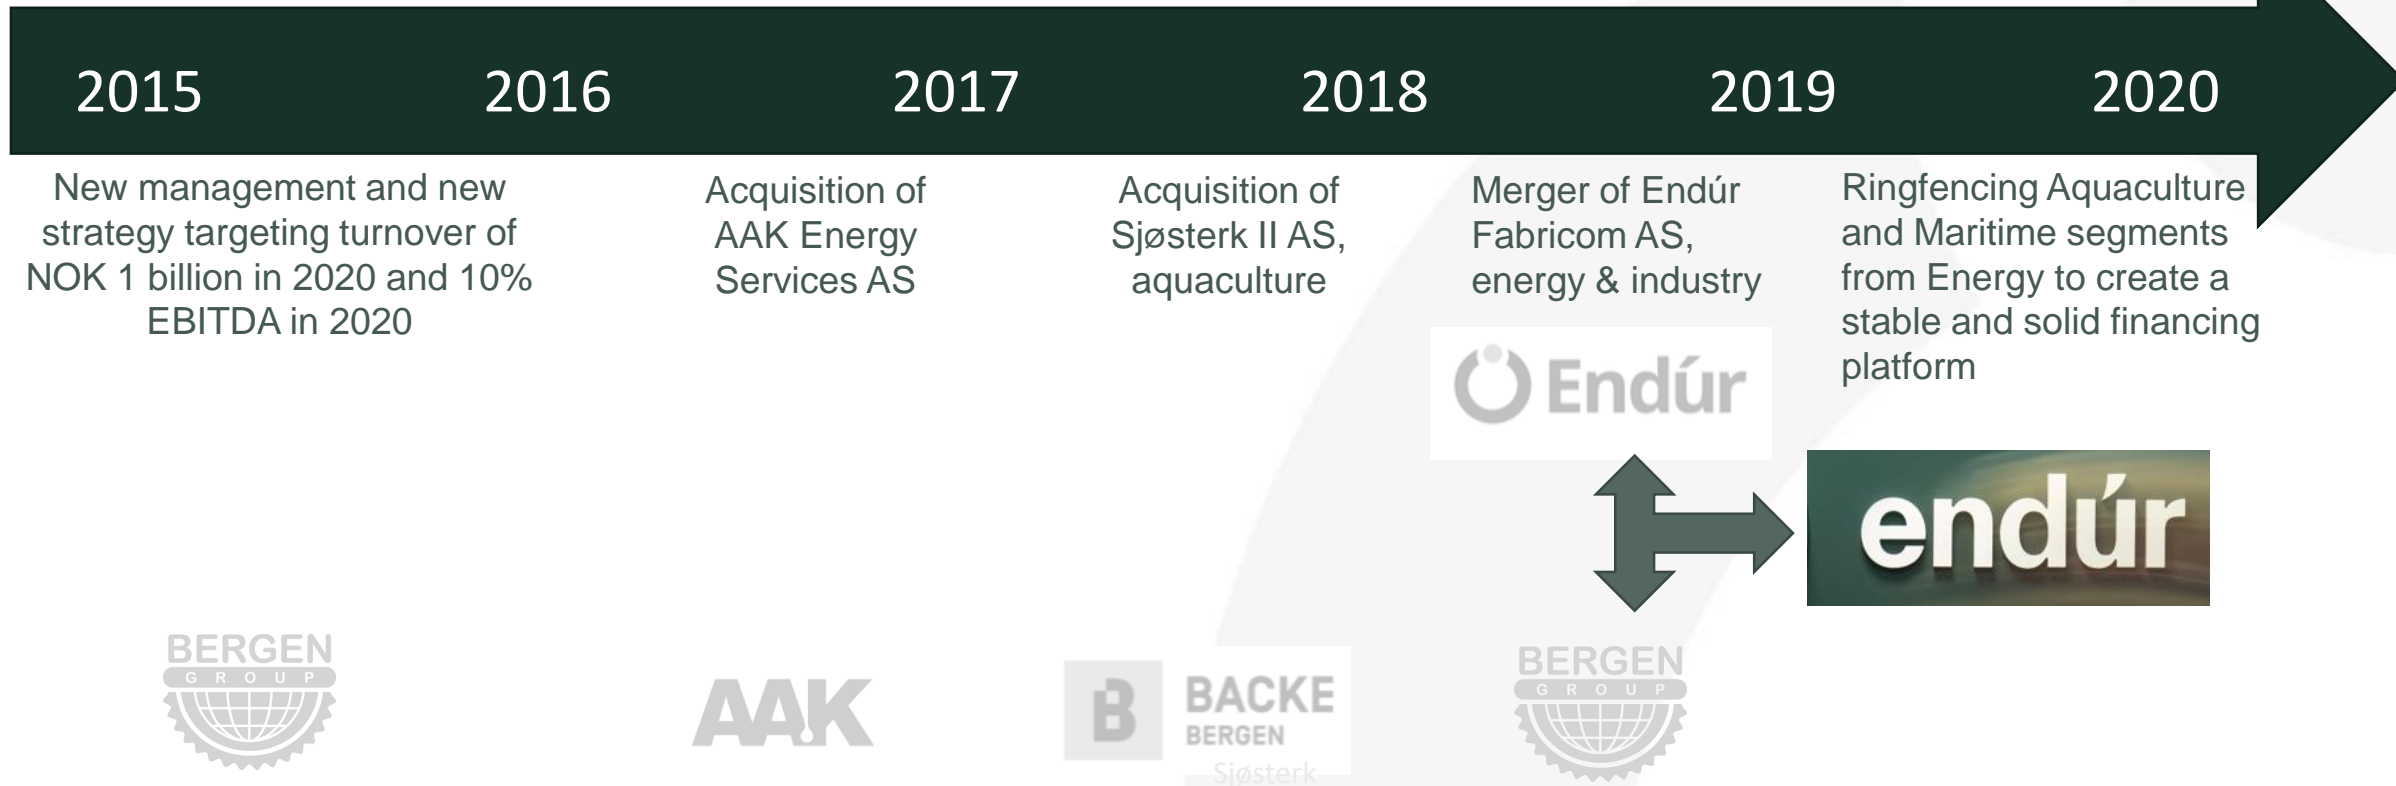 2015 2016 2017 2018 2019 2020
New management and new
strategy targeting turnover of
NOK 1 billion in 2020 and 10%
EBITDA in 2020
Acquisition of
AAK Energy
Services AS
Acquisition of
Sjøsterk II AS,
aquaculture
Merger of Endúr
Fabricom AS,
energy & industry
Ringfencing Aquaculture
and Maritime segments
from Energy to create a
stable and solid financing
platform
Endúr
endúr
BERGEN
GROUP
AAK
B
BACKE
BERGEN
Sjøsterk
BERGEN
GROUP